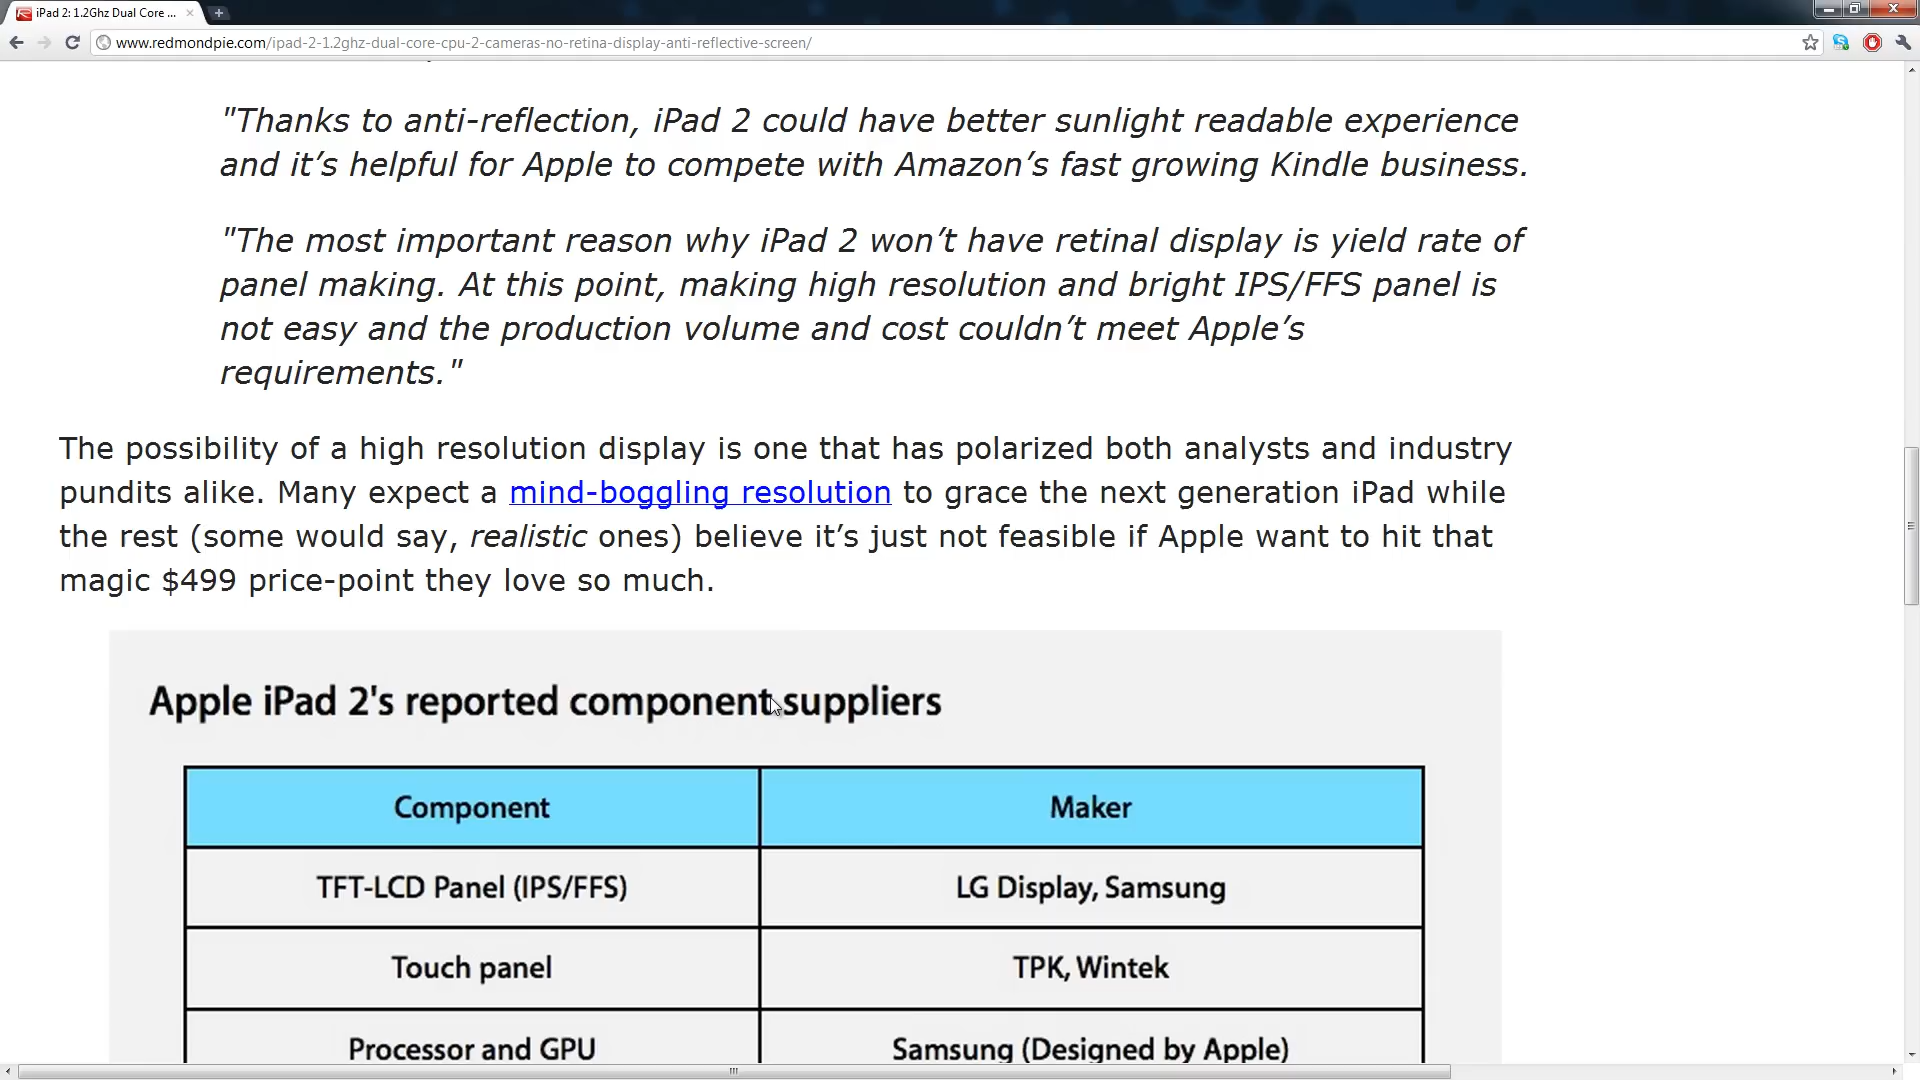 iPad 2: 1.2Ghz Dual Core ...
www.redmondpie.com/ipad-2-1.2ghz-dual-core-cpu-2-cameras-no-retina-display-anti-reflective-screen/
"Thanks to anti-reflection, iPad 2 could have better sunlight readable experience
and it’s helpful for Apple to compete with Amazon’s fast growing Kindle business.
"The most important reason why iPad 2 won’t have retinal display is yield rate of
panel making. At this point, making high resolution and bright IPS/FFS panel is
not easy and the production volume and cost couldn’t meet Apple’s
requirements."
The possibility of a high resolution display is one that has polarized both analysts and industry
pundits alike. Many expect a mind-boggling resolution to grace the next generation iPad while
the rest (some would say, realistic ones) believe it’s just not feasible if Apple want to hit that
magic $499 price-point they love so much.
Apple iPad 2's reported component suppliers
Component Maker
TFT-LCD Panel (IPS/FFS) LG Display, Samsung
Touch panel TPK, Wintek
Processor and GPU Samsung (Designed by Apple)